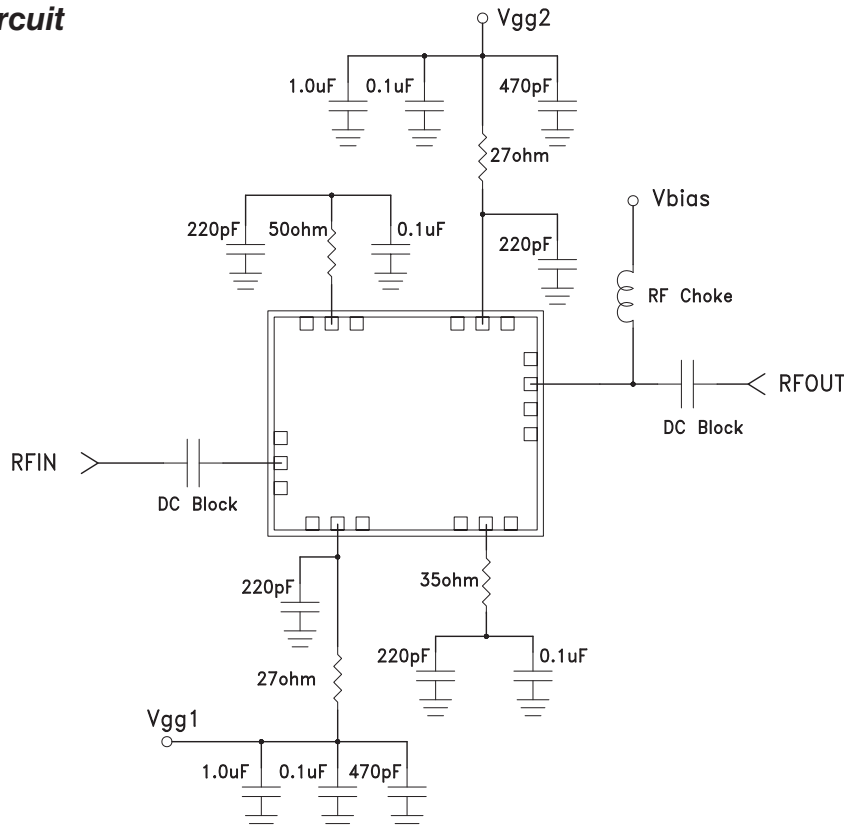 rcuit
Vgg2
1.0uF 0.1uF 470pF
27ohm
Vbias
220pF 50ohm 0.1uF
220pF
RF Choke
RFOUT
DC Block
RFIN
DC Block
220pF
35ohm
220pF 0.1uF
27ohm
Vgg1
1.0uF 0.1uF 470pF